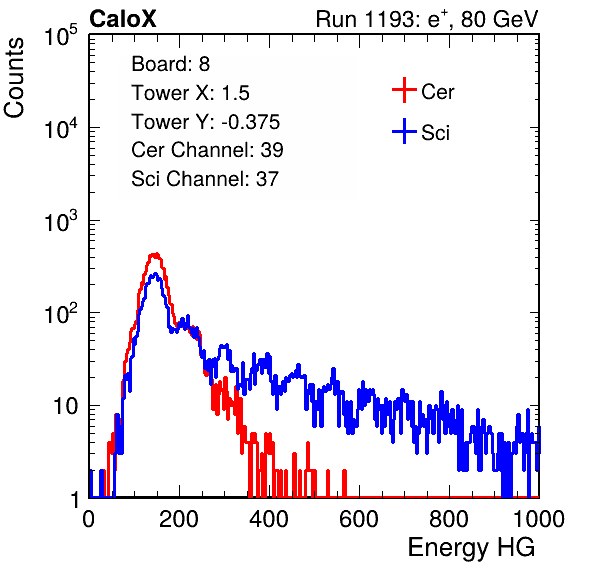 CaloX Run 1193: e⁺, 80 GeV
Counts
Board: 8
Tower X: 1.5
Tower Y: -0.375
Cer Channel: 39
Sci Channel: 37
Cer
Sci
10⁵
10⁴
10³
10²
10
1
0 200 400 600 800 1000
Energy HG